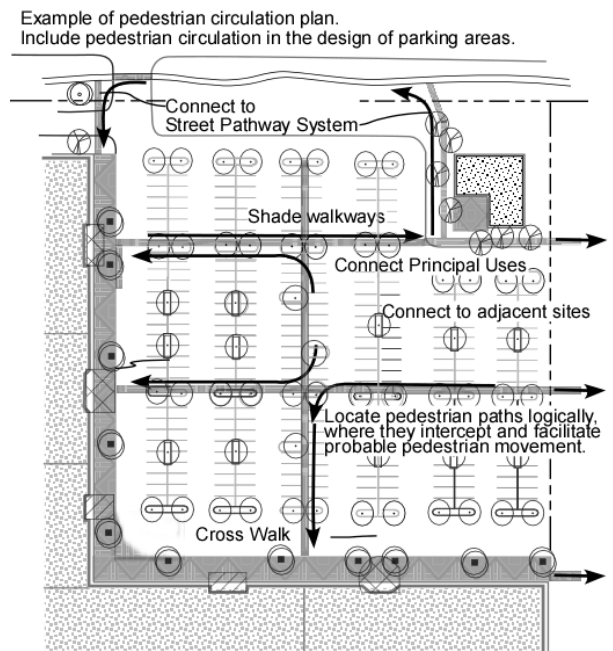 Example of pedestrian circulation plan.
Include pedestrian circulation in the design of parking areas.
Connect to
Street Pathway System
Shade walkways
Connect Principal Uses
Connect to adjacent sites
Locate pedestrian paths logically,
where they intercept and facilitate
probable pedestrian movement.
Cross Walk